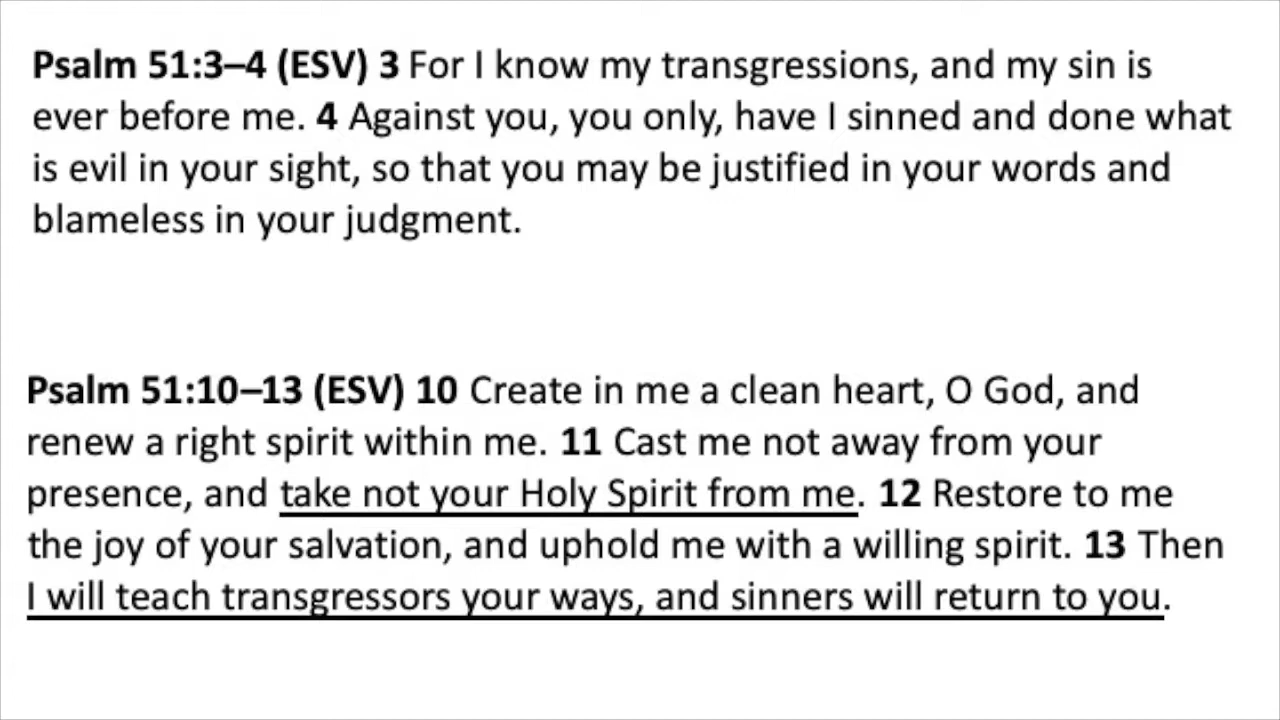 Psalm 51:3–4 (ESV) 3 For I know my transgressions, and my sin is
ever before me. 4 Against you, you only, have I sinned and done what
is evil in your sight, so that you may be justified in your words and
blameless in your judgment.
Psalm 51:10–13 (ESV) 10 Create in me a clean heart, O God, and
renew a right spirit within me. 11 Cast me not away from your
presence, and take not your Holy Spirit from me. 12 Restore to me
the joy of your salvation, and uphold me with a willing spirit. 13 Then
I will teach transgressors your ways, and sinners will return to you.